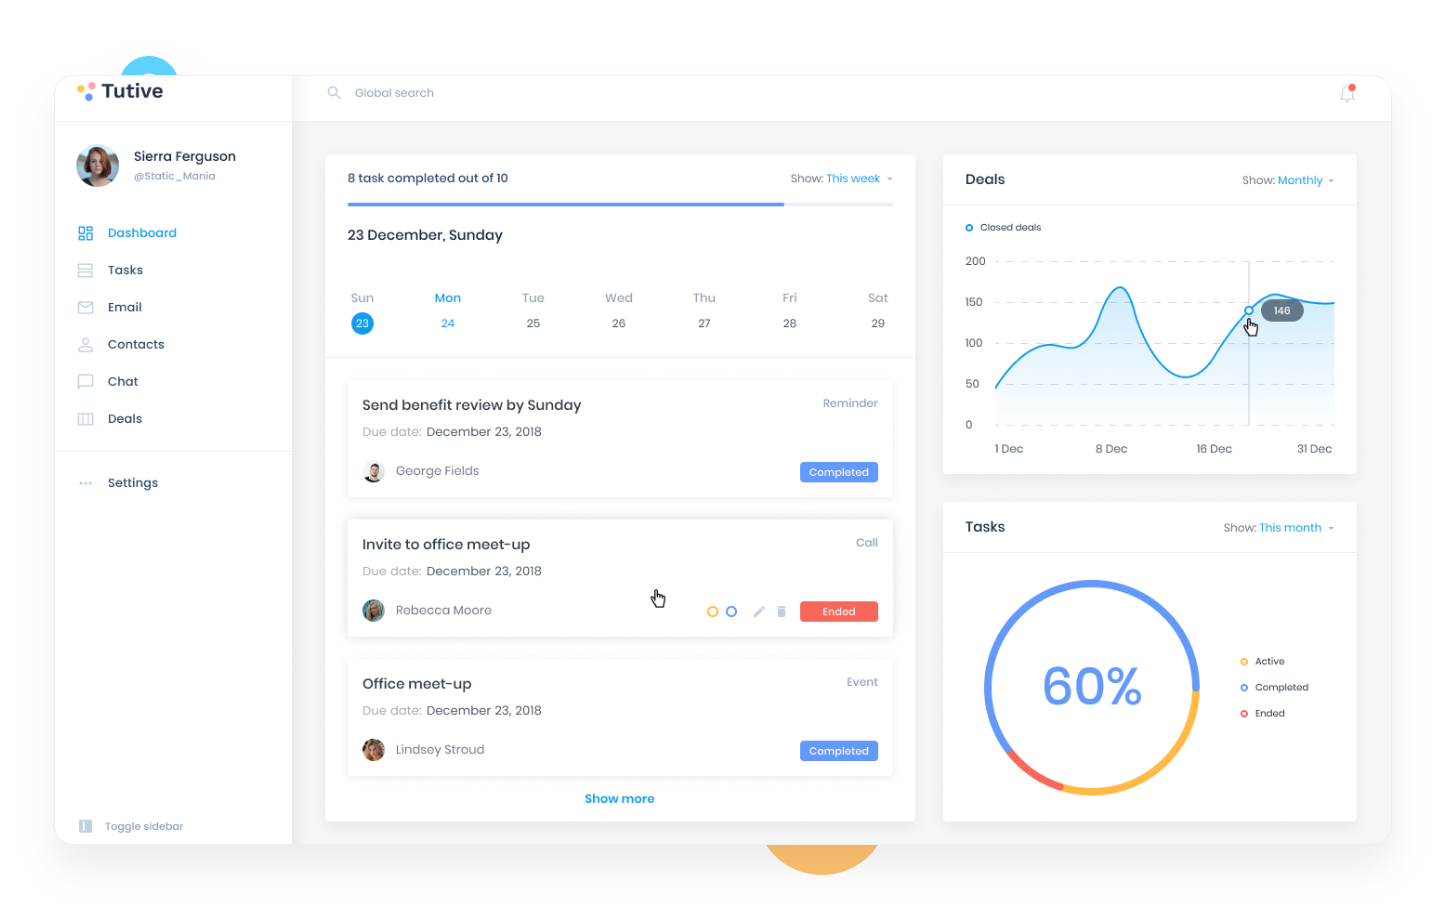 Tutive
Global search
Sierra Ferguson
@Static_Mania
Dashboard
Tasks
Email
Contacts
Chat
Deals
Settings
Toggle sidebar
8 task completed out of 10
Show: This week
23 December, Sunday
Sun Mon Tue Wed Thu Fri Sat
23 24 25 26 27 28 29
Send benefit review by Sunday
Reminder
Due date: December 23, 2018
George Fields
Completed
Invite to office meet-up
Call
Due date: December 23, 2018
Rebecca Moore
Ended
Office meet-up
Event
Due date: December 23, 2018
Lindsey Stroud
Completed
Show more
Deals
Show: Monthly
Closed deals
200
150
146
100
50
0
1 Dec 8 Dec 16 Dec 31 Dec
Tasks
Show: This month
60%
Active
Completed
Ended